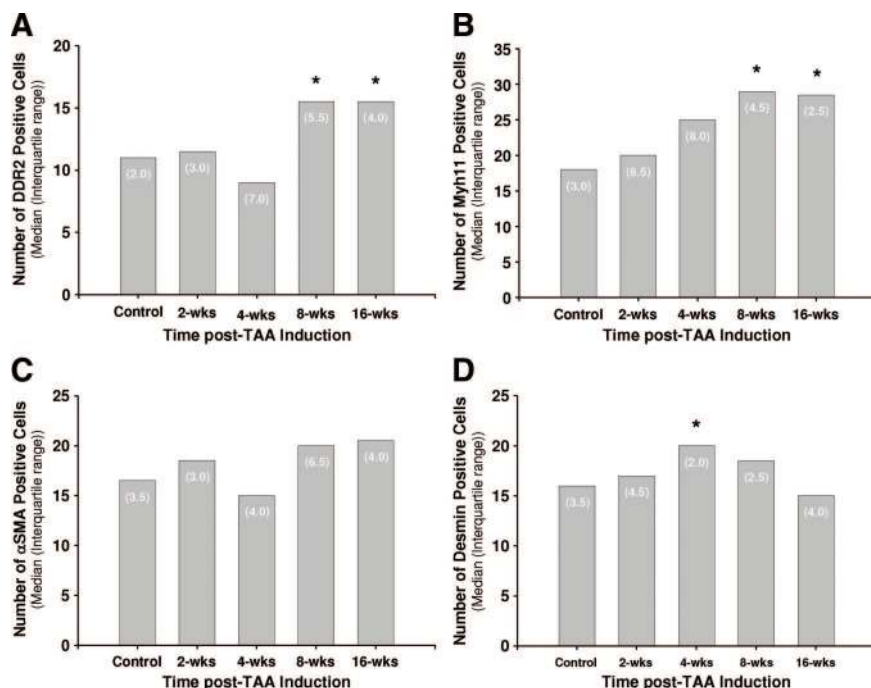 A
Number of DDR2 Positive Cells
(Median (Interquartile range))
20
15
10
5
0
(2.0)
(3.0)
(7.0)
(5.5)
(4.0)
*
*
Control 2-wks 4-wks 8-wks 16-wks
Time post-TAA Induction
B
Number of Myh11 Positive Cells
(Median (Interquartile range))
35
30
25
20
15
10
5
0
(3.0)
(6.5)
(8.0)
(4.5)
(2.5)
*
*
Control 2-wks 4-wks 8-wks 16-wks
Time post-TAA Induction
C
Number of αSMA Positive Cells
(Median (Interquartile range))
25
20
15
10
5
0
(3.5)
(3.0)
(4.0)
(6.5)
(4.0)
Control 2-wks 4-wks 8-wks 16-wks
Time post-TAA Induction
D
Number of Desmin Positive Cells
(Median (Interquartile range))
25
20
15
10
5
0
(3.5)
(4.5)
(2.0)
(2.5)
(4.0)
*
Control 2-wks 4-wks 8-wks 16-wks
Time post-TAA Induction